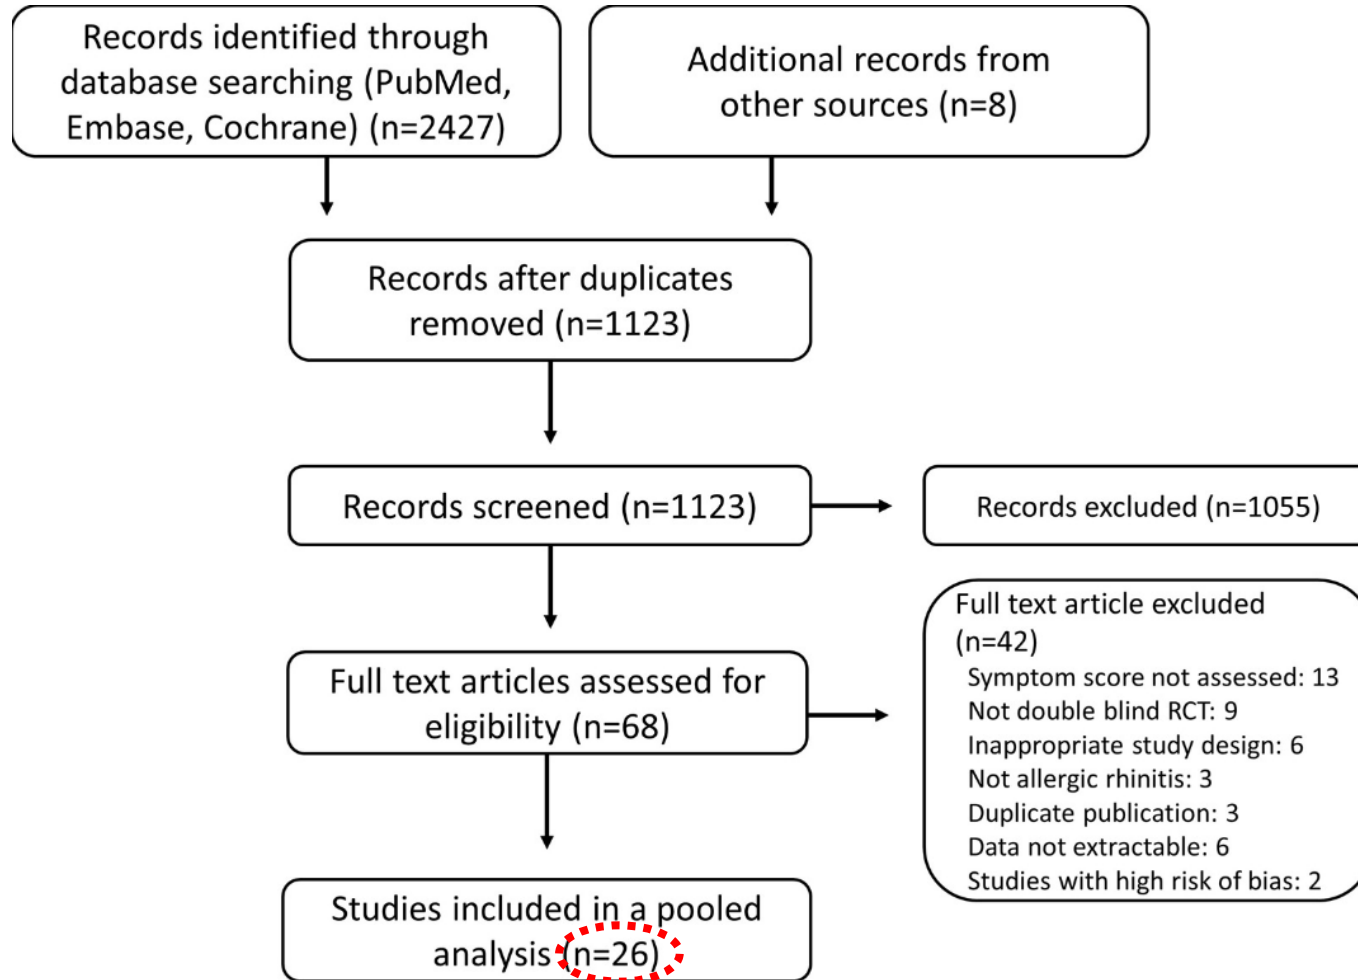 Records identified through
database searching (PubMed,
Embase, Cochrane) (n=2427)
Additional records from
other sources (n=8)
Records after duplicates
removed (n=1123)
Records screened (n=1123)
Records excluded (n=1055)
Full text articles assessed for
eligibility (n=68)
Full text article excluded
(n=42)
Symptom score not assessed: 13
Not double blind RCT: 9
Inappropriate study design: 6
Not allergic rhinitis: 3
Duplicate publication: 3
Data not extractable: 6
Studies with high risk of bias: 2
Studies included in a pooled
analysis (n=26)